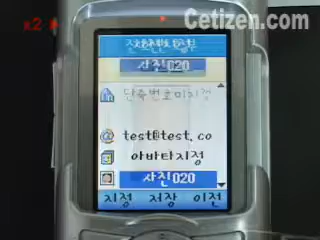 Cetizen.com
x2
사진020
단축번호미지정
test@test.co
아바타지정
사진020
지정 저장 이전